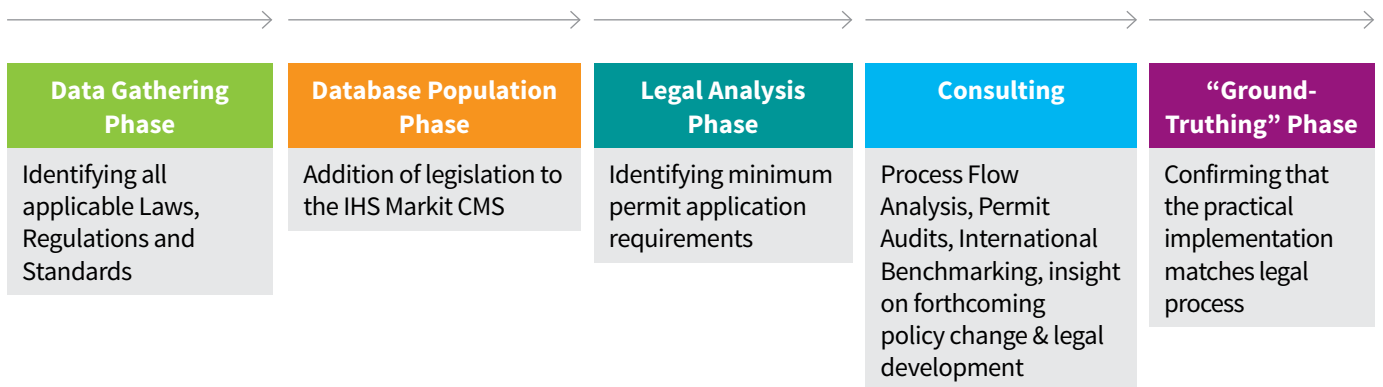 Data Gathering
Phase
Identifying all
applicable Laws,
Regulations and
Standards
Database Population
Phase
Addition of legislation to
the IHS Markit CMS
Legal Analysis
Phase
Identifying minimum
permit application
requirements
Consulting
Process Flow
Analysis, Permit
Audits, International
Benchmarking, insight
on forthcoming
policy change & legal
development
“Ground-
Truthing” Phase
Confirming that
the practical
implementation
matches legal
process